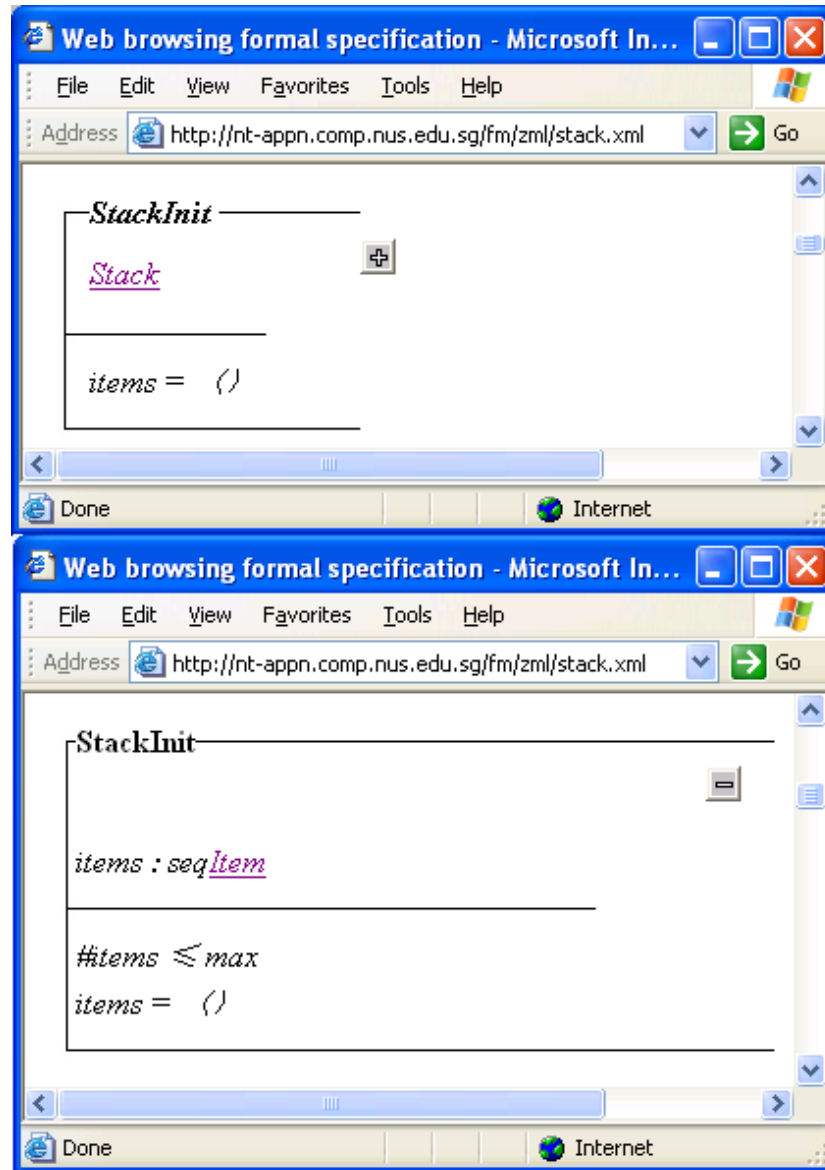 Web browsing formal specification - Microsoft In...
File Edit View Favorites Tools Help
Address http://nt-appn.comp.nus.edu.sg/fm/zml/stack.xml Go
StackInit
Stack
items = ⟨⟩
Done Internet
Web browsing formal specification - Microsoft In...
File Edit View Favorites Tools Help
Address http://nt-appn.comp.nus.edu.sg/fm/zml/stack.xml Go
StackInit
items : seqItem
#items ⩽ max
items = ⟨⟩
Done Internet